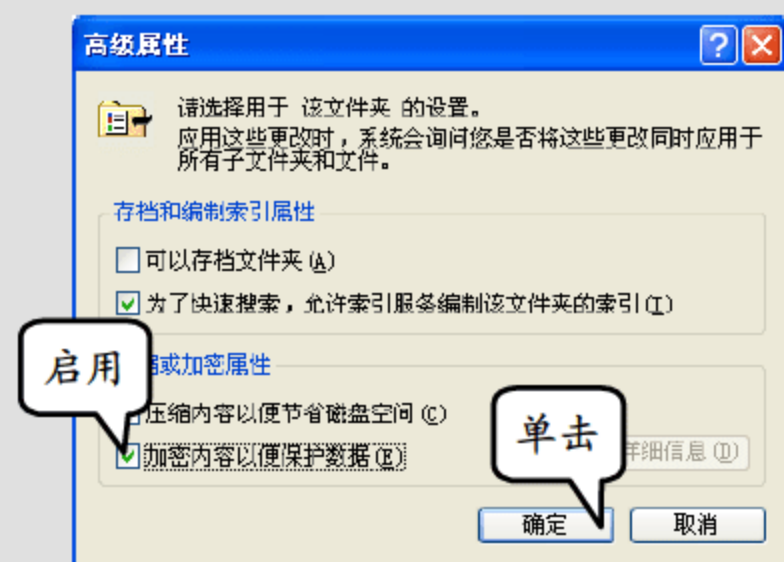 高级属性
请选择用于 该文件夹 的设置。
应用这些更改时，系统会询问您是否将这些更改同时应用于
所有子文件夹和文件。
存档和编制索引属性
可以存档文件夹(A)
为了快速搜索，允许索引服务编制该文件夹的索引(I)
启用
缩或加密属性
压缩内容以便节省磁盘空间(C)
单击
加密内容以便保护数据(E)
详细信息(D)
确定
取消